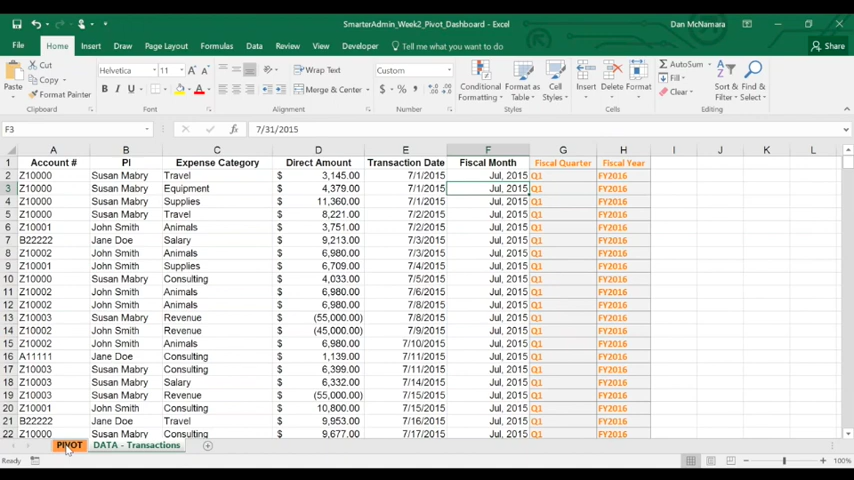 SmarterAdmin_Week2_Pivot_Dashboard - Excel
Dan McNamara
File Home Insert Draw Page Layout Formulas Data Review View Developer Tell me what you want to do Share
Cut Helvetica 11 Wrap Text Custom AutoSum
Copy Fill
Paste Format Painter B I U Merge & Center $ % Conditional Formatting Format as Table Cell Styles Insert Delete Format Clear Sort & Filter Find & Select
Clipboard Font Alignment Number Styles Cells Editing
F3 fx 7/31/2015
A B C D E F G H I J K L
1 Account # PI Expense Category Direct Amount Transaction Date Fiscal Month Fiscal Quarter Fiscal Year
2 Z10000 Susan Mabry Travel $ 3,145.00 7/1/2015 Jul, 2015 Q1 FY2016
3 Z10000 Susan Mabry Equipment $ 4,379.00 7/1/2015 Jul, 2015 Q1 FY2016
4 Z10000 Susan Mabry Supplies $ 11,360.00 7/1/2015 Jul, 2015 Q1 FY2016
5 Z10000 Susan Mabry Travel $ 8,221.00 7/2/2015 Jul, 2015 Q1 FY2016
6 Z10001 John Smith Animals $ 3,751.00 7/2/2015 Jul, 2015 Q1 FY2016
7 B22222 Jane Doe Salary $ 9,213.00 7/3/2015 Jul, 2015 Q1 FY2016
8 Z10002 John Smith Animals $ 6,980.00 7/3/2015 Jul, 2015 Q1 FY2016
9 Z10001 John Smith Supplies $ 6,709.00 7/4/2015 Jul, 2015 Q1 FY2016
10 Z10000 Susan Mabry Consulting $ 4,033.00 7/5/2015 Jul, 2015 Q1 FY2016
11 Z10002 John Smith Animals $ 6,980.00 7/6/2015 Jul, 2015 Q1 FY2016
12 Z10002 John Smith Animals $ 6,980.00 7/8/2015 Jul, 2015 Q1 FY2016
13 Z10003 Susan Mabry Revenue $ (55,000.00) 7/8/2015 Jul, 2015 Q1 FY2016
14 Z10002 John Smith Revenue $ (45,000.00) 7/9/2015 Jul, 2015 Q1 FY2016
15 Z10002 John Smith Animals $ 6,980.00 7/10/2015 Jul, 2015 Q1 FY2016
16 A11111 Jane Doe Consulting $ 1,139.00 7/11/2015 Jul, 2015 Q1 FY2016
17 Z10003 Susan Mabry Consulting $ 6,399.00 7/11/2015 Jul, 2015 Q1 FY2016
18 Z10003 Susan Mabry Salary $ 6,332.00 7/14/2015 Jul, 2015 Q1 FY2016
19 Z10003 Susan Mabry Revenue $ (55,000.00) 7/15/2015 Jul, 2015 Q1 FY2016
20 Z10001 John Smith Consulting $ 10,800.00 7/15/2015 Jul, 2015 Q1 FY2016
21 B22222 Jane Doe Travel $ 9,953.00 7/16/2015 Jul, 2015 Q1 FY2016
22 Z10000 Susan Mabry Consulting $ 9,677.00 7/17/2015 Jul, 2015 Q1 FY2016
PIVOT DATA - Transactions
Ready 100%